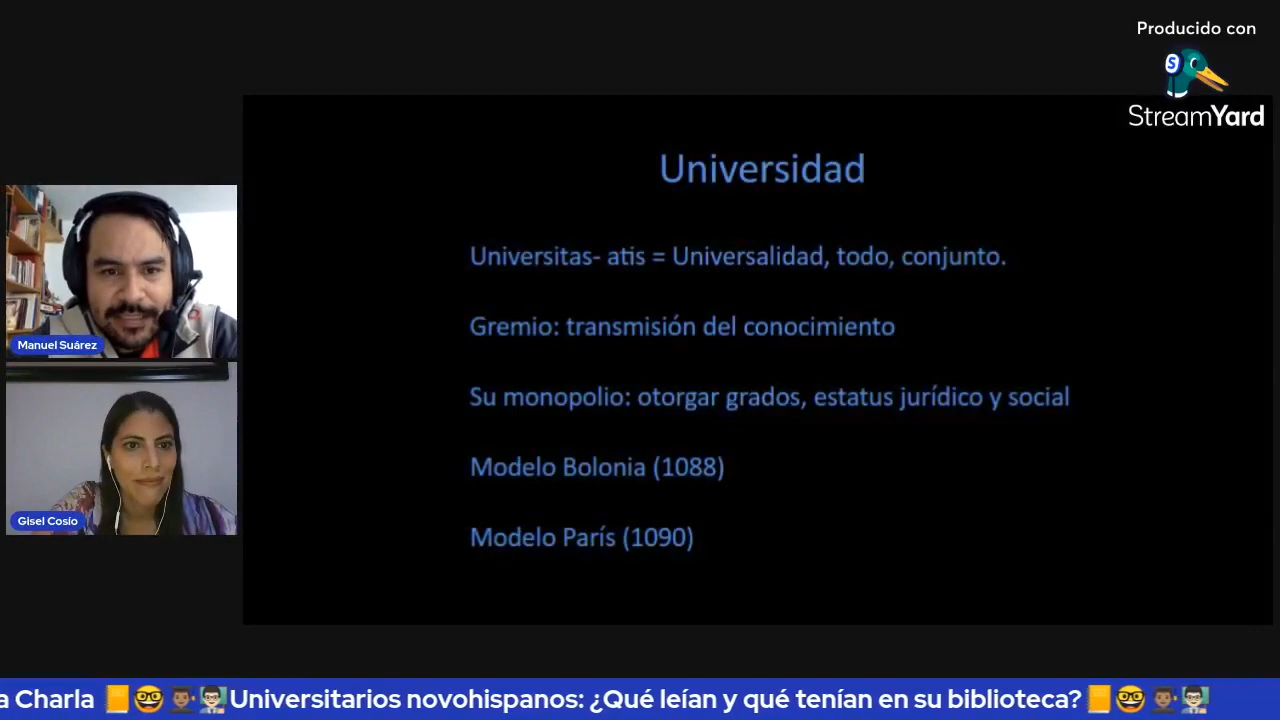 Producido con
StreamYard
Universidad
Universitas- atis = Universalidad, todo, conjunto.
Gremio: transmisión del conocimiento
Su monopolio: otorgar grados, estatus jurídico y social
Modelo Bolonia (1088)
Modelo París (1090)
Manuel Suárez
Gisel Cosío
a Charla 📒🤓👨🏾‍🏫👨🏻‍🏫Universitarios novohispanos: ¿Qué leían y qué tenían en su biblioteca?📒🤓👨🏾‍🏫👨🏻‍🏫